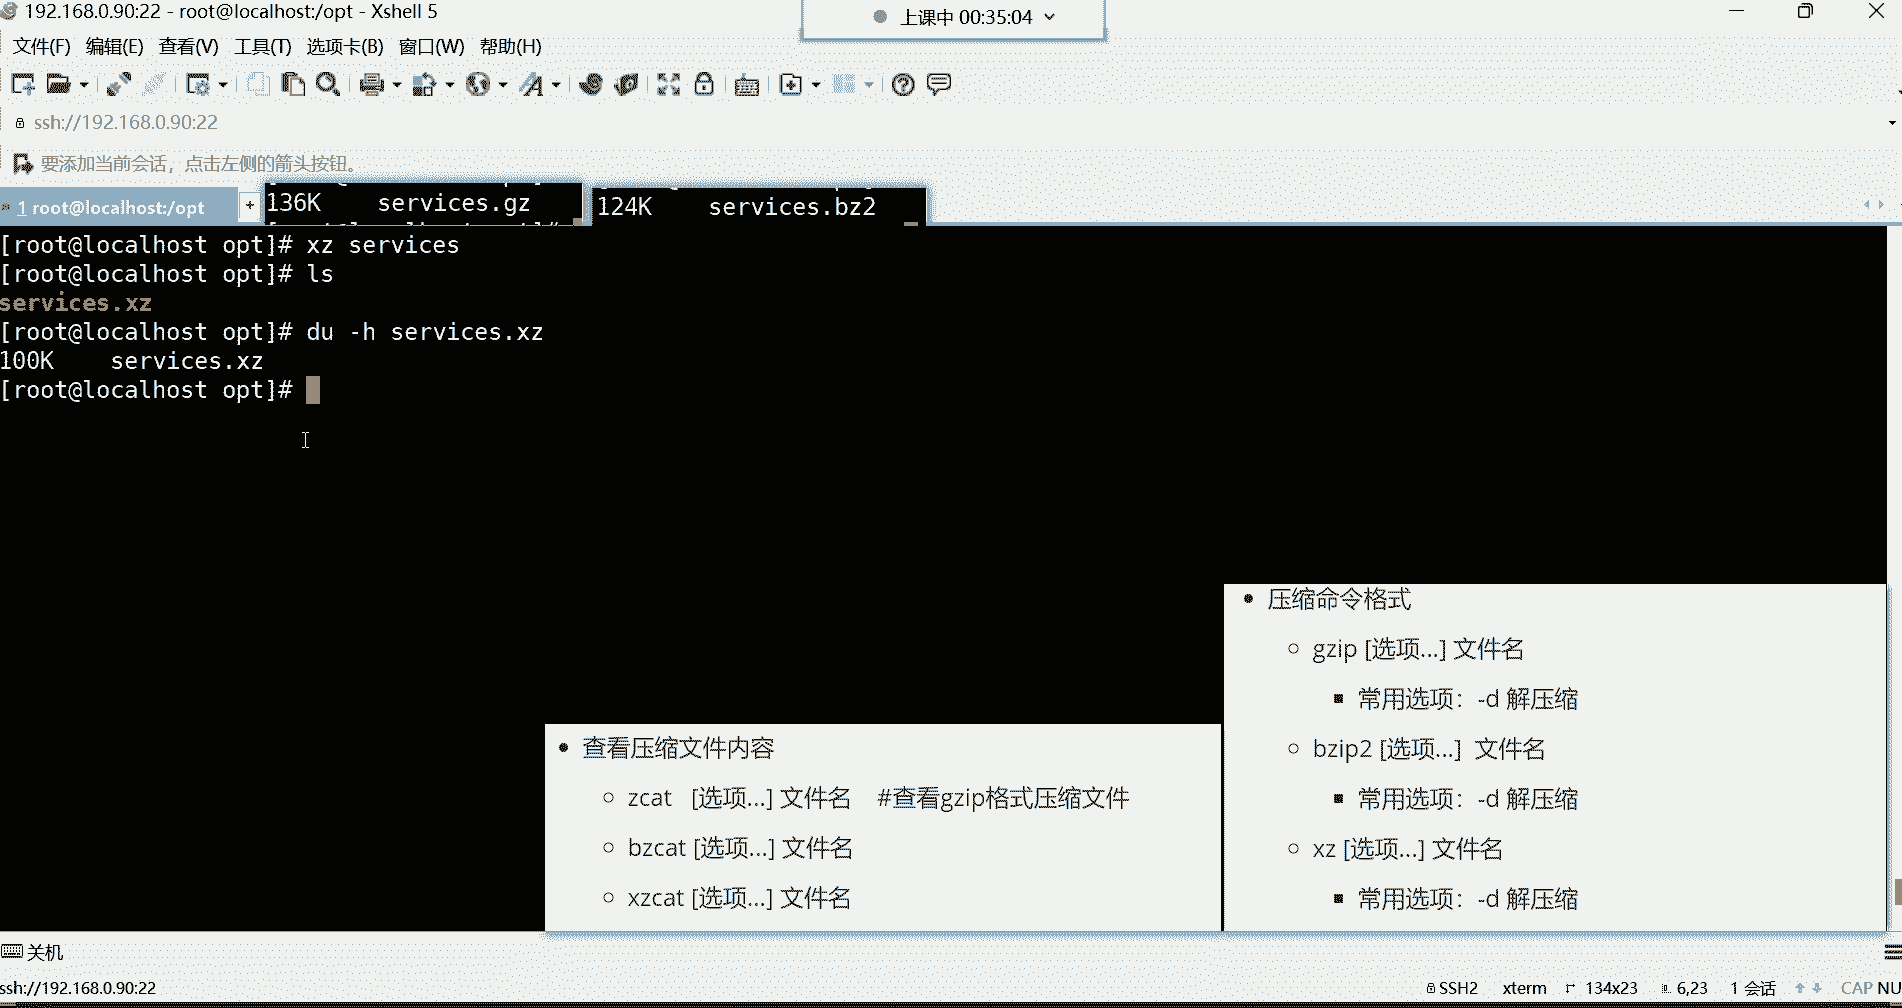 192.168.0.90:22 - root@localhost:/opt - Xshell 5
上课中 00:35:04
文件(F) 编辑(E) 查看(V) 工具(T) 选项卡(B) 窗口(W) 帮助(H)
ssh://192.168.0.90:22
要添加当前会话，点击左侧的箭头按钮。
1 root@localhost:/opt
+
136K services.gz
124K services.bz2
[root@localhost opt]# xz services
[root@localhost opt]# ls
services.xz
[root@localhost opt]# du -h services.xz
100K services.xz
[root@localhost opt]#
查看压缩文件内容
zcat [选项...] 文件名 #查看gzip格式压缩文件
bzcat [选项...] 文件名
xzcat [选项...] 文件名
压缩命令格式
gzip [选项...] 文件名
常用选项：-d 解压缩
bzip2 [选项...] 文件名
常用选项：-d 解压缩
xz [选项...] 文件名
常用选项：-d 解压缩
关机
ssh://192.168.0.90:22
SSH2 xterm 134x23 6,23 1 会话 CAP NU